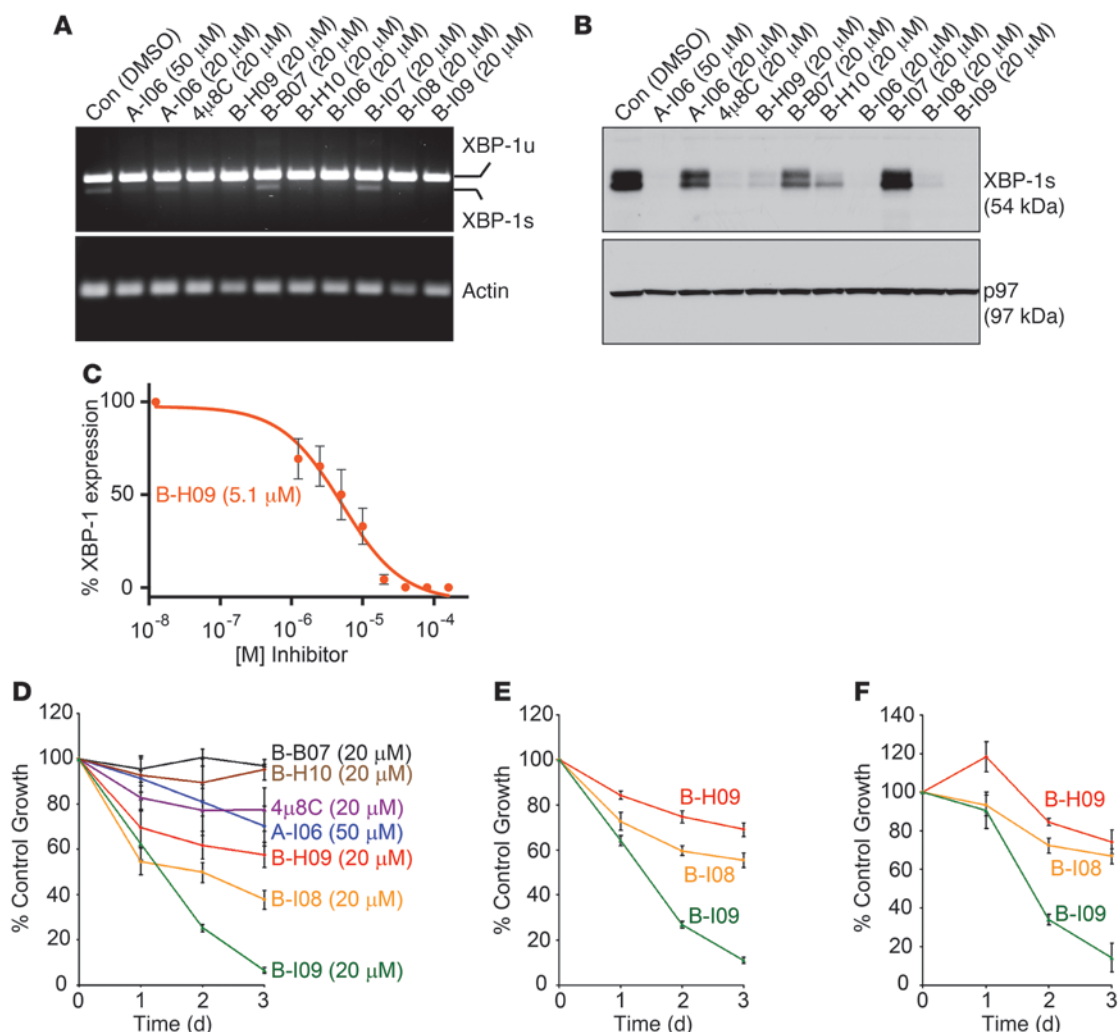 A
Con (DMSO)
A-I06 (50 μM)
A-I06 (20 μM)
4μ8C (20 μM)
B-H09 (20 μM)
B-B07 (20 μM)
B-H10 (20 μM)
B-I06 (20 μM)
B-I07 (20 μM)
B-I08 (20 μM)
B-I09 (20 μM)
XBP-1u
XBP-1s
Actin
B
Con (DMSO)
A-I06 (50 μM)
A-I06 (20 μM)
4μ8C (20 μM)
B-H09 (20 μM)
B-B07 (20 μM)
B-H10 (20 μM)
B-I06 (20 μM)
B-I07 (20 μM)
B-I08 (20 μM)
B-I09 (20 μM)
XBP-1s
(54 kDa)
p97
(97 kDa)
C
% XBP-1 expression
100
50
0
B-H09 (5.1 μM)
10⁻⁸ 10⁻⁷ 10⁻⁶ 10⁻⁵ 10⁻⁴
[M] Inhibitor
D
% Control Growth
120
100
80
60
40
20
0
B-B07 (20 μM)
B-H10 (20 μM)
4μ8C (20 μM)
A-I06 (50 μM)
B-H09 (20 μM)
B-I08 (20 μM)
B-I09 (20 μM)
0 1 2 3
Time (d)
E
% Control Growth
120
100
80
60
40
20
0
B-H09
B-I08
B-I09
0 1 2 3
Time (d)
F
% Control Growth
140
120
100
80
60
40
20
0
B-H09
B-I08
B-I09
0 1 2 3
Time (d)